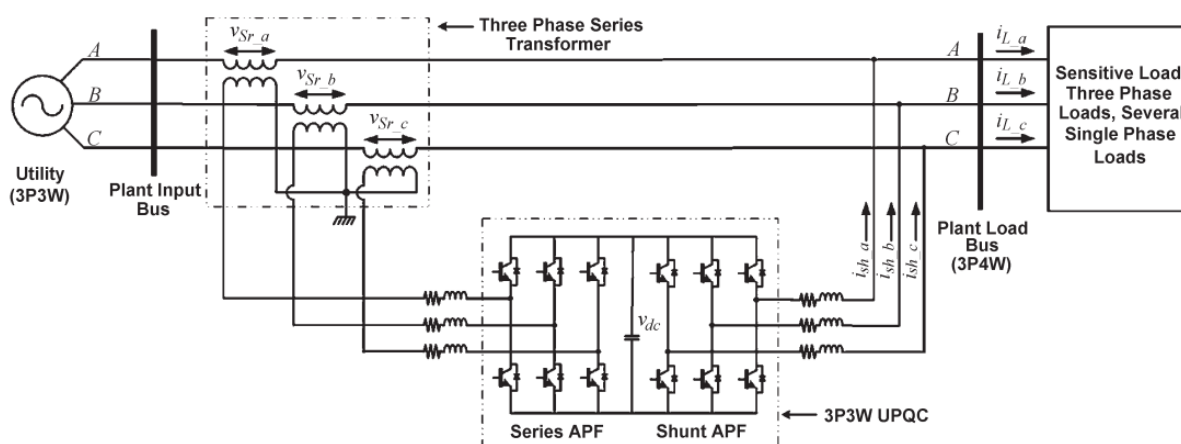 v_Sr_a
Three Phase Series
Transformer
A
B
C
v_Sr_b
v_Sr_c
Utility
(3P3W)
Plant Input
Bus
A
B
C
i_L_a
i_L_b
i_L_c
Sensitive Load
Three Phase
Loads, Several
Single Phase
Loads
Plant Load
Bus
(3P4W)
i_sh_a
i_sh_b
i_sh_c
v_dc
Series APF
Shunt APF
3P3W UPQC